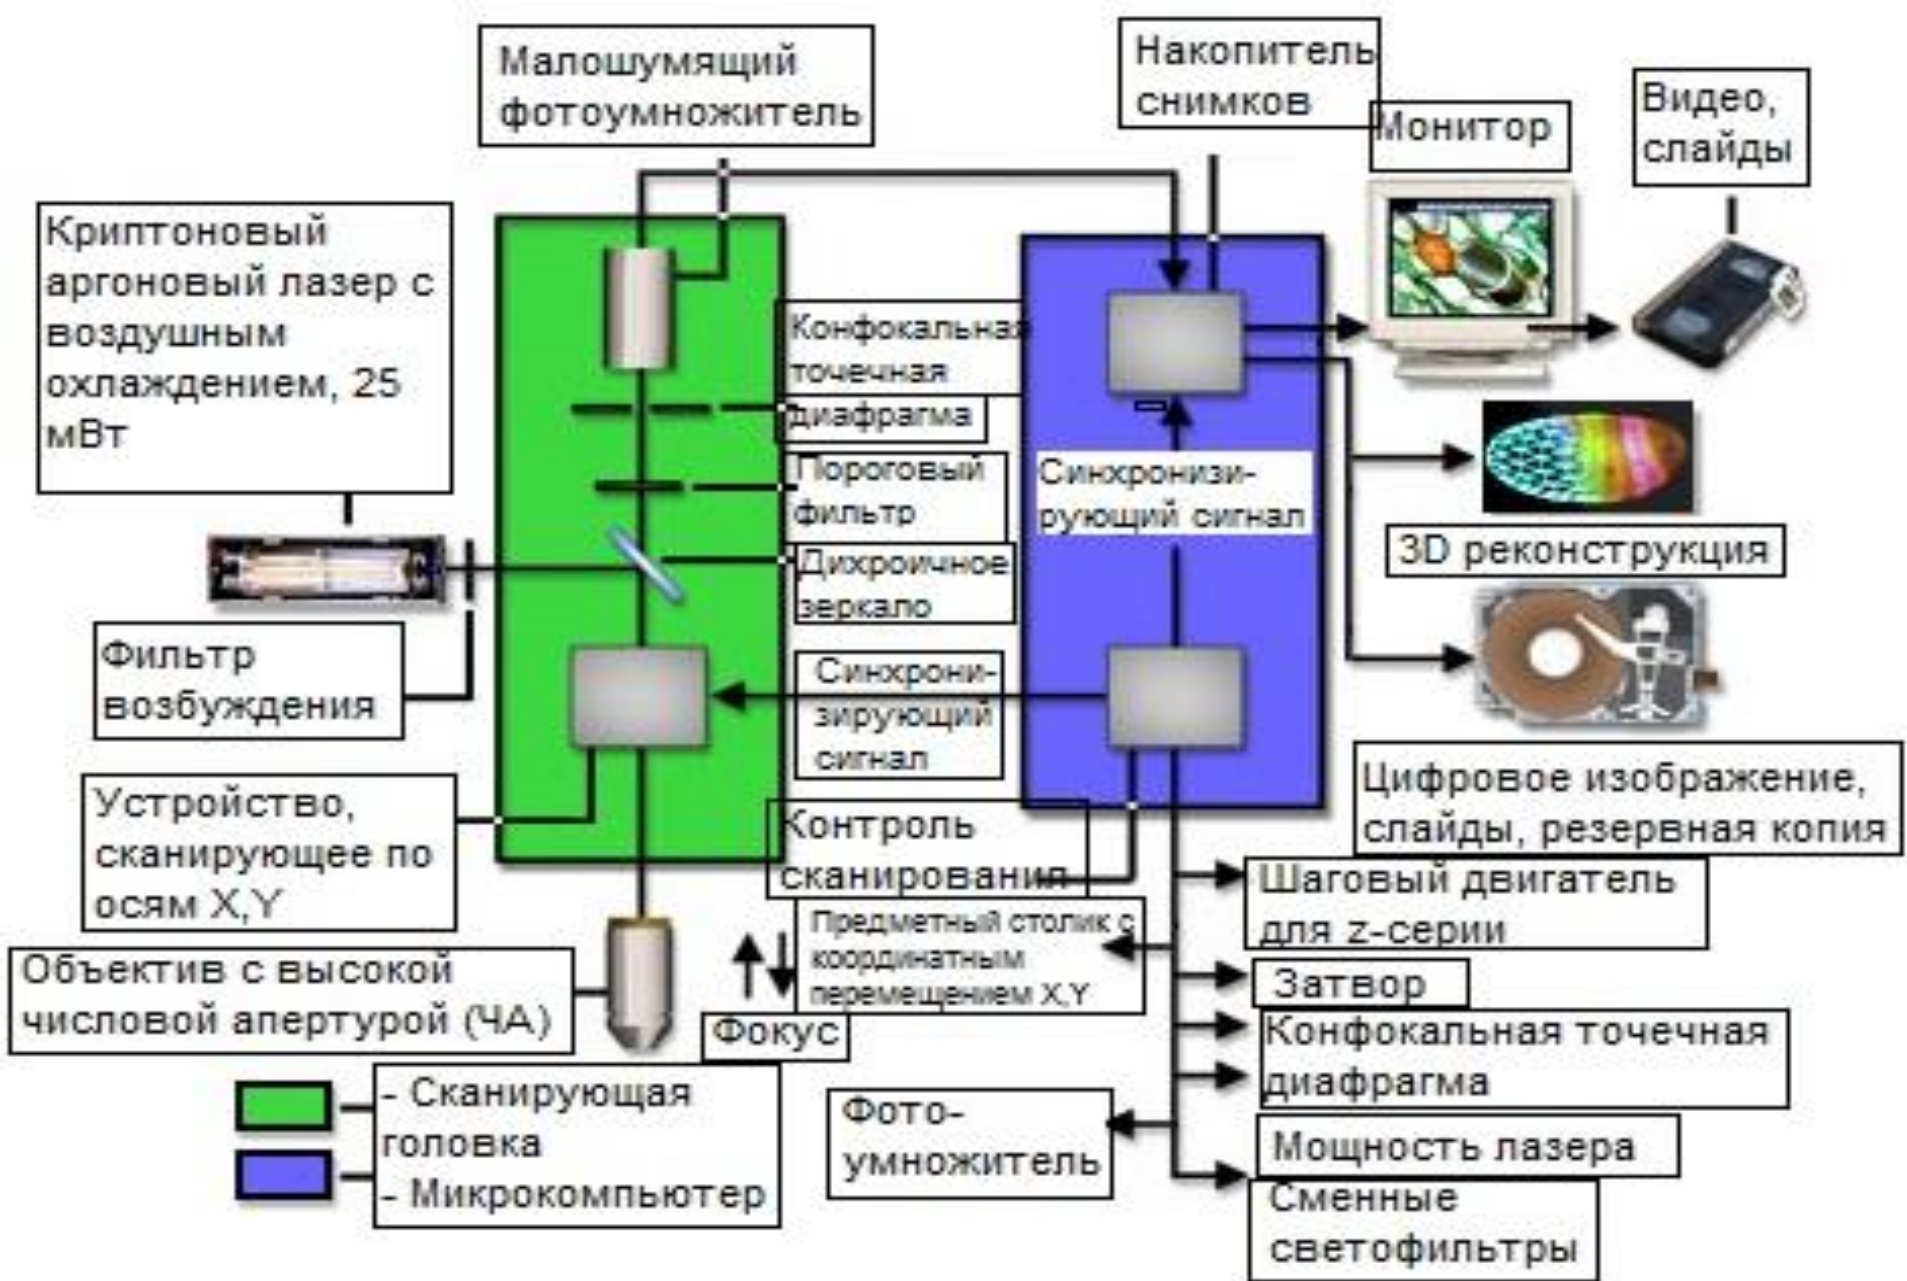 Малошумящий
фотоумножитель
Накопитель
снимков
Монитор
Видео,
слайды
Криптоновый
аргоновый лазер с
воздушным
охлаждением, 25
мВт
Конфокальная
точечная
диафрагма
Пороговый
фильтр
Дихроичное
зеркало
Синхронизи-
рующий сигнал
3D реконструкция
Фильтр
возбуждения
Синхрони-
зирующий
сигнал
Цифровое изображение,
слайды, резервная копия
Устройство,
сканирующее по
осям X,Y
Контроль
сканирования
Шаговый двигатель
для z-серии
Предметный столик с
координатным
перемещением X,Y
Объектив с высокой
числовой апертурой (ЧА)
Фокус
Затвор
Конфокальная точечная
диафрагма
- Сканирующая
головка
- Микрокомпьютер
Фото-
умножитель
Мощность лазера
Сменные
светофильтры